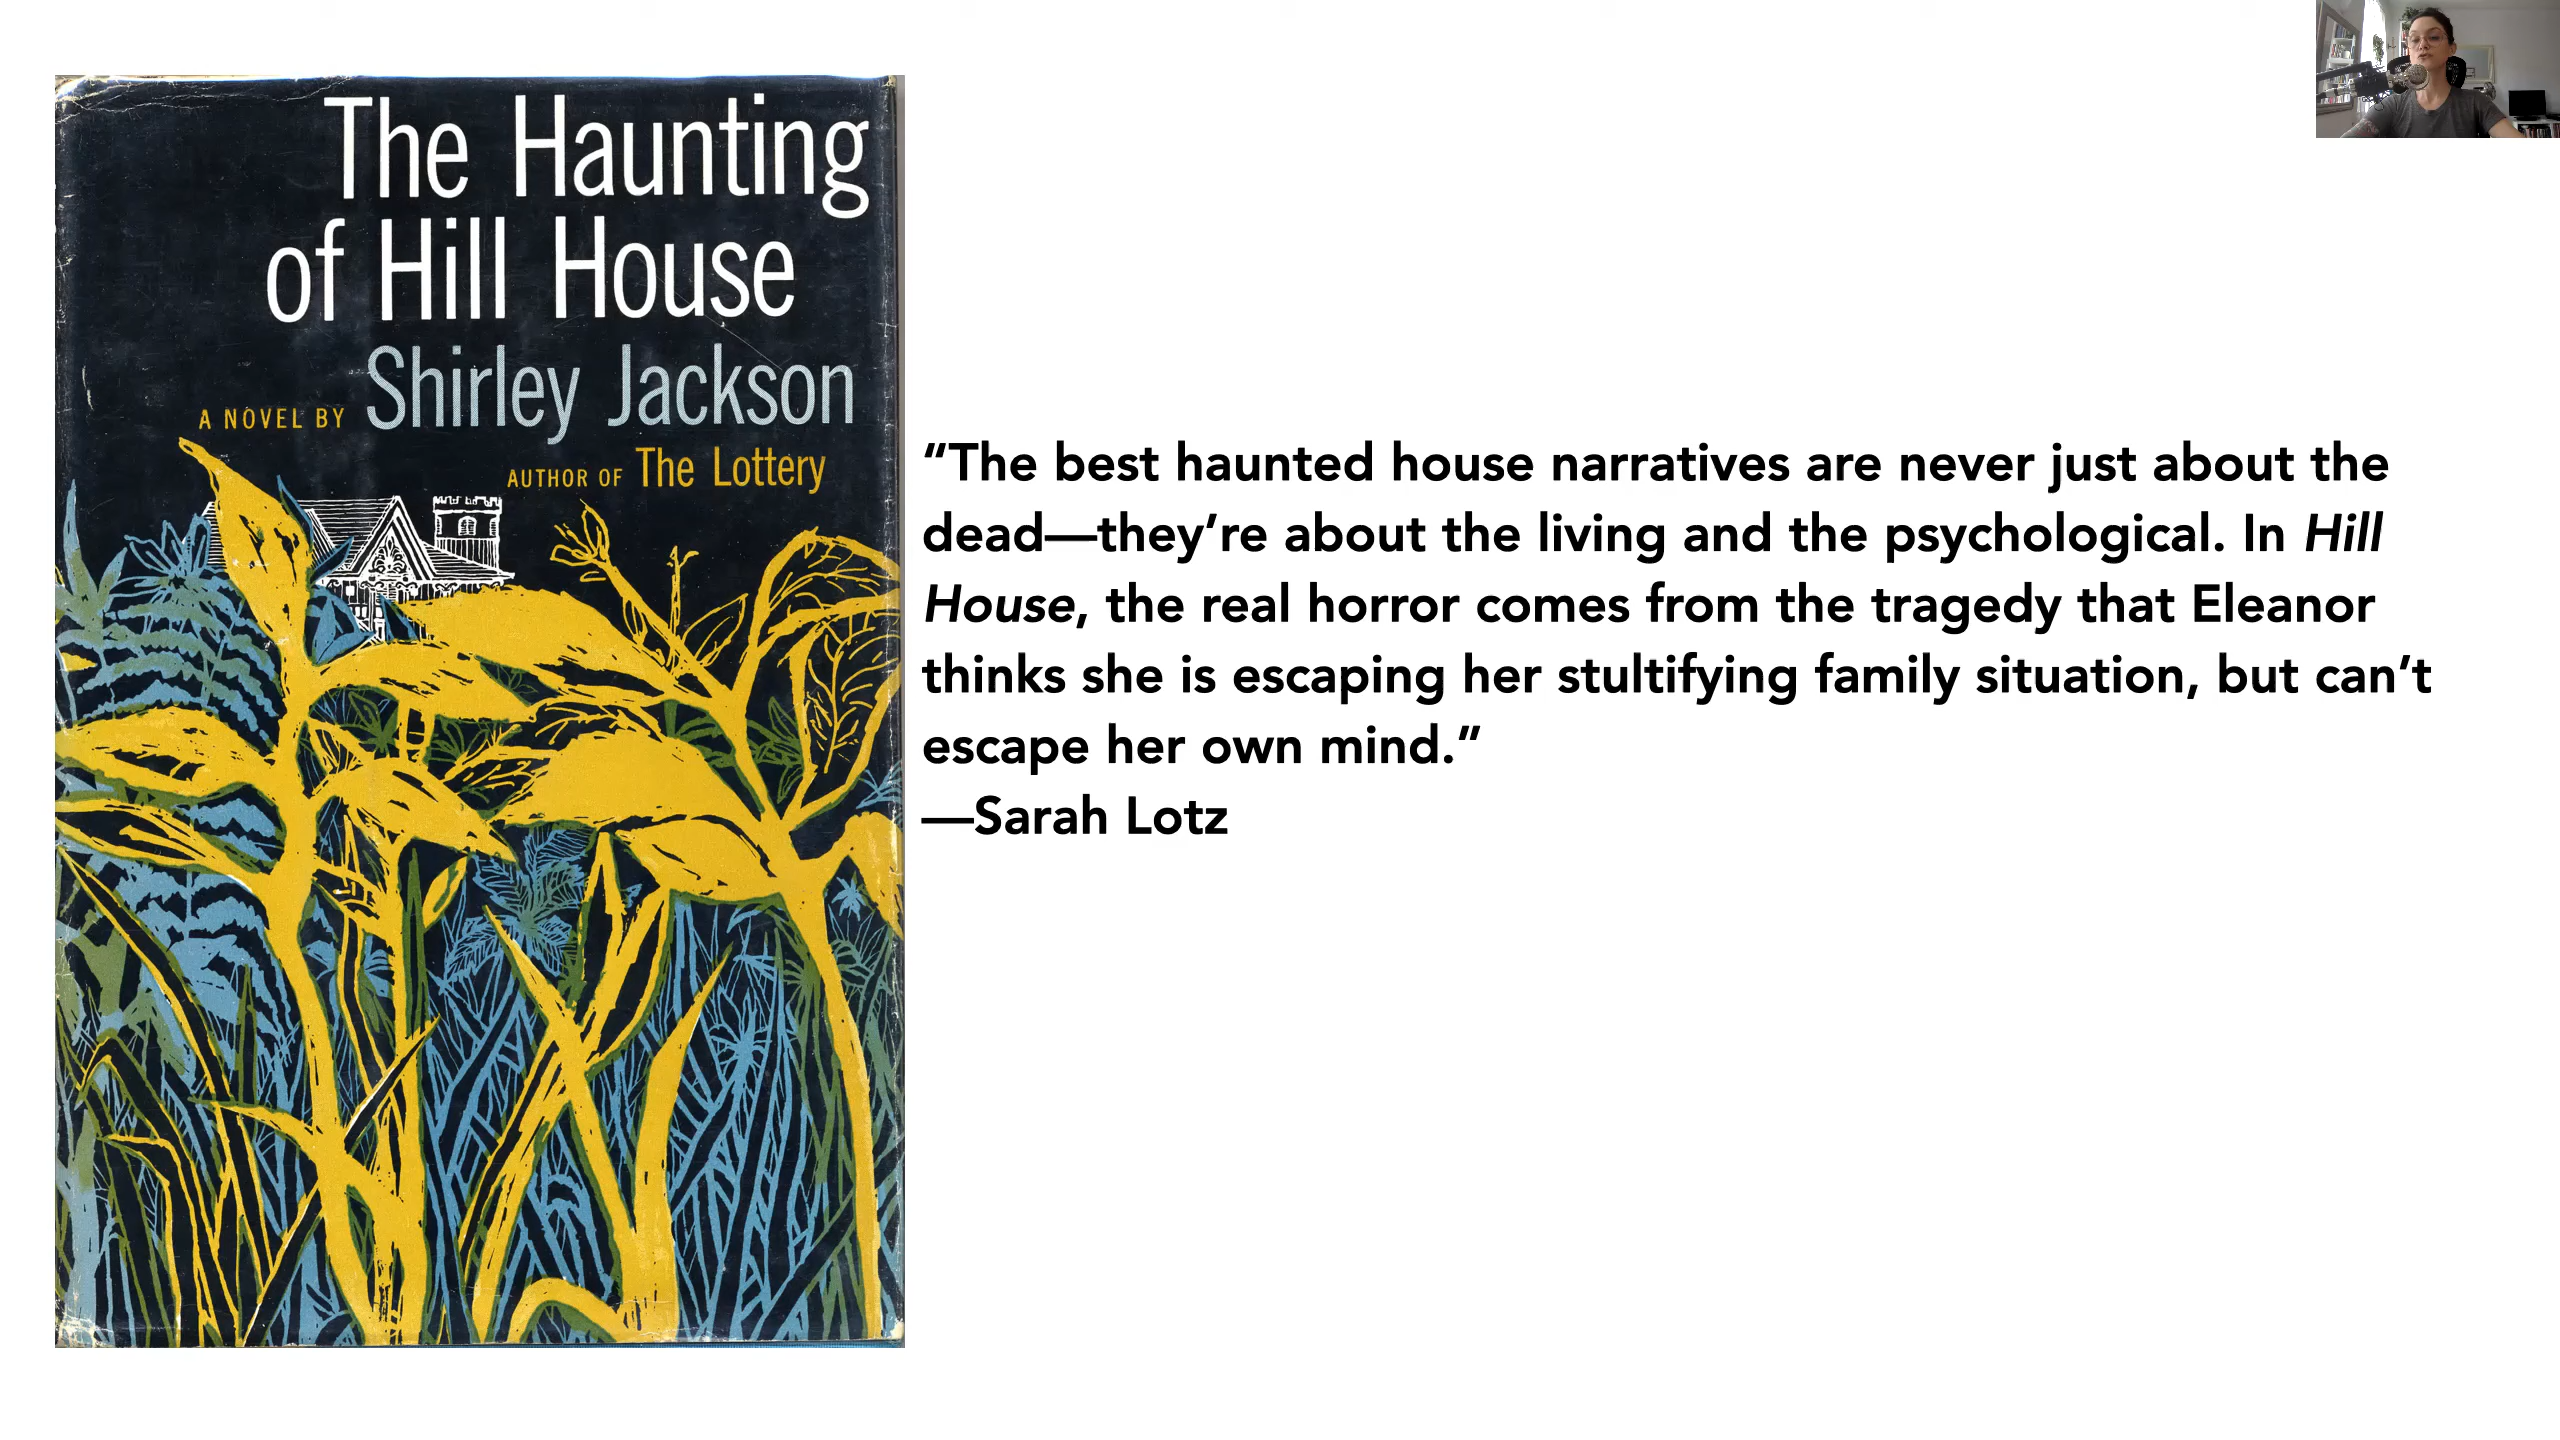 The Haunting
of Hill House
A NOVEL BY Shirley Jackson
AUTHOR OF The Lottery
“The best haunted house narratives are never just about the
dead—they’re about the living and the psychological. In Hill
House, the real horror comes from the tragedy that Eleanor
thinks she is escaping her stultifying family situation, but can’t
escape her own mind.”
—Sarah Lotz